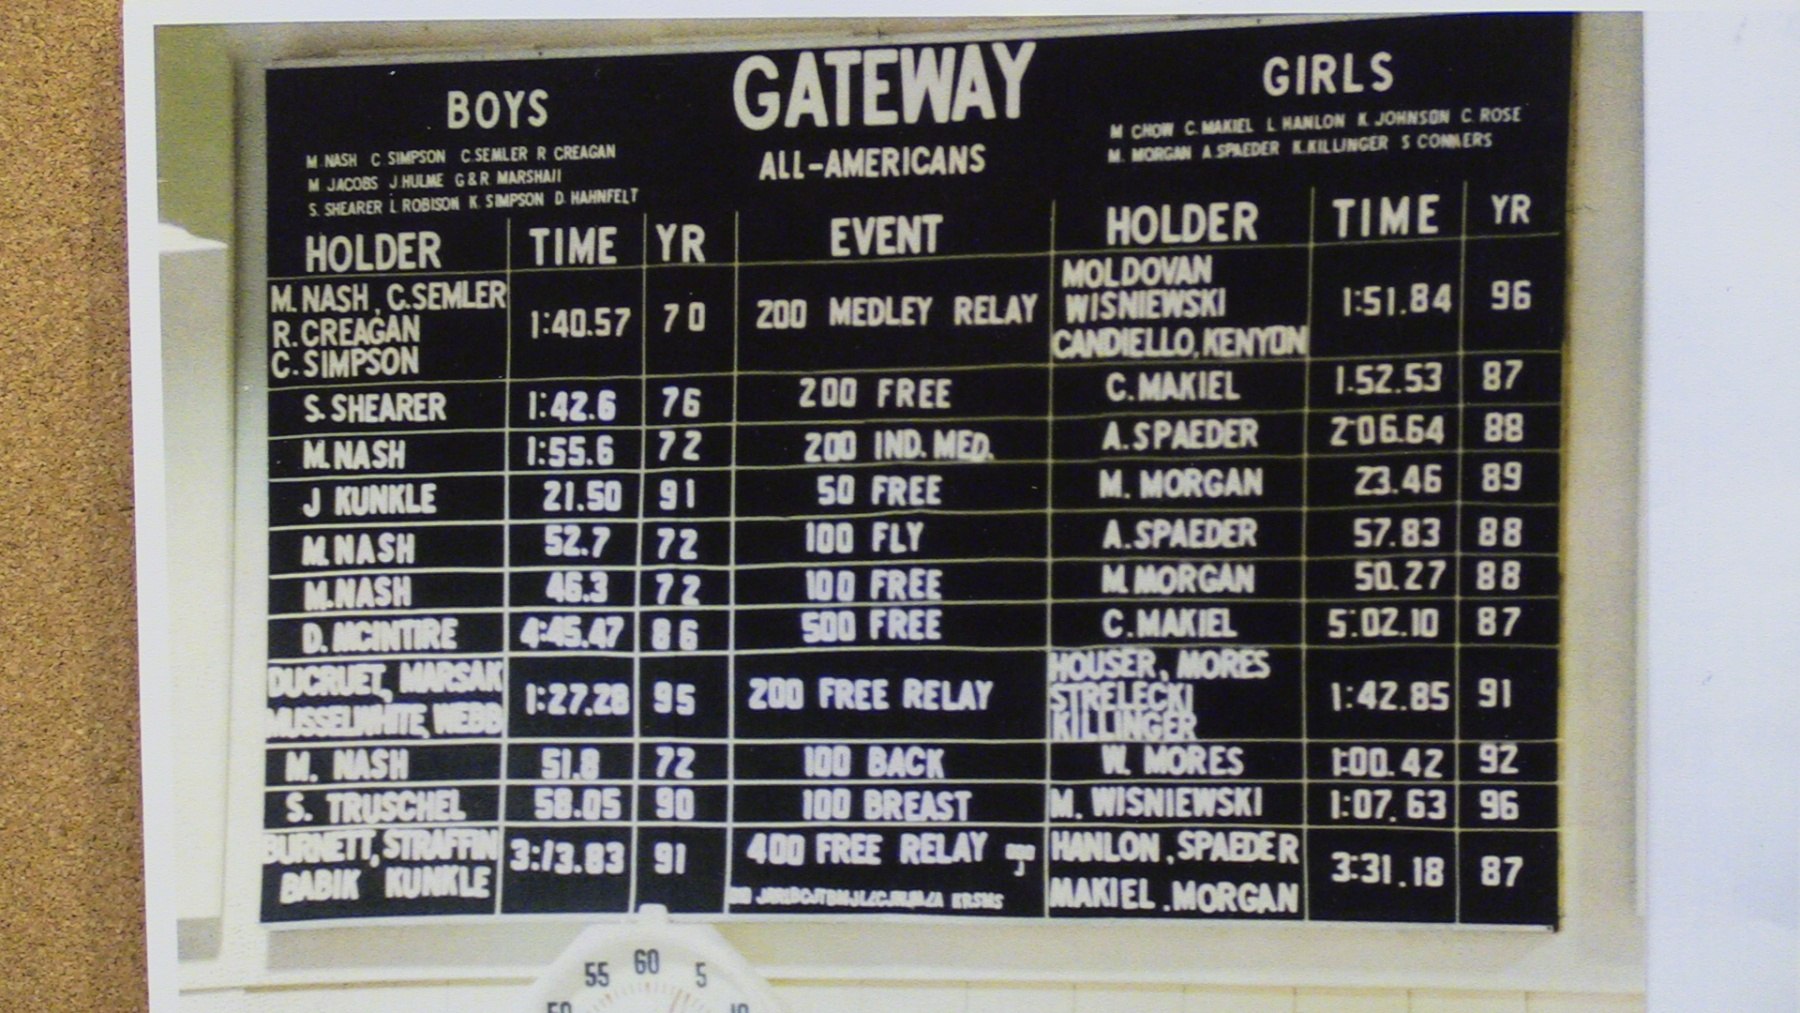 GATEWAY
ALL-AMERICANS
BOYS
M. NASH C. SIMPSON C. SEMLER R. CREAGAN
M. JACOBS J. HULME G & R. MARSHALL
S. SHEARER L. ROBISON K. SIMPSON D. HAHNFELT
GIRLS
M. CHOW C. MAKIEL L. HANLON K. JOHNSON C. ROSE
M. MORGAN A. SPAEDER K. KILLINGER S. CONNERS
HOLDER TIME YR EVENT HOLDER TIME YR
M. NASH, C. SEMLER
R. CREAGAN
C. SIMPSON
1:40.57 70 200 MEDLEY RELAY
MOLDOVAN
WISNIEWSKI
CANDIELLO, KENYON
1:51.84 96
S. SHEARER 1:42.6 76 200 FREE C. MAKIEL 1:52.53 87
M. NASH 1:55.6 72 200 IND. MED. A. SPAEDER 2:06.64 88
J KUNKLE 21.50 91 50 FREE M. MORGAN 23.46 89
M. NASH 52.7 72 100 FLY A. SPAEDER 57.83 88
M. NASH 46.3 72 100 FREE M. MORGAN 50.27 88
D. MCINTIRE 4:45.47 86 500 FREE C. MAKIEL 5:02.10 87
DUCRUET, MARSAK
MUSSELWHITE, WEBB
1:27.28 95 200 FREE RELAY
HOUSER, MORES
STRELECKI
KILLINGER
1:42.85 91
M. NASH 51.8 72 100 BACK W. MORES 1:00.42 92
S. TRUSCHEL 58.05 90 100 BREAST M. WISNIEWSKI 1:07.63 96
BURNETT, STRAFFIN
BABIK KUNKLE
3:13.83 91 400 FREE RELAY
HANLON, SPAEDER
MAKIEL, MORGAN
3:31.18 87
55 60 5
50 10